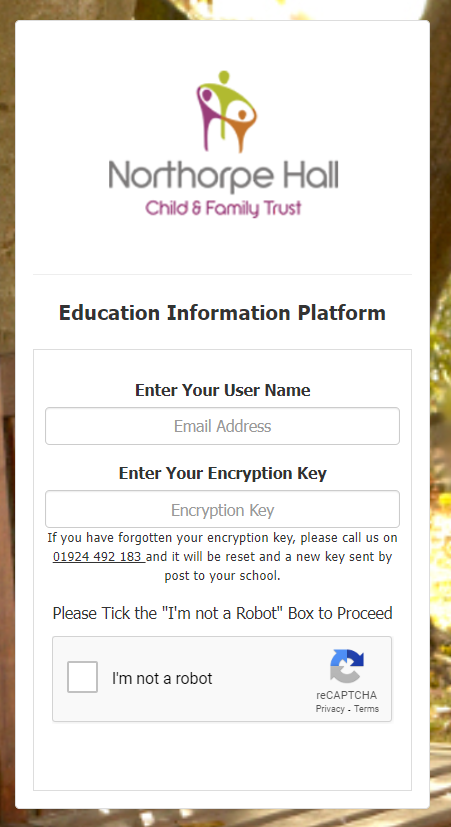 Northorpe Hall
Child & Family Trust
Education Information Platform
Enter Your User Name
Email Address
Enter Your Encryption Key
Encryption Key
If you have forgotten your encryption key, please call us on
01924 492 183 and it will be reset and a new key sent by
post to your school.
Please Tick the "I'm not a Robot" Box to Proceed
I'm not a robot
reCAPTCHA
Privacy - Terms